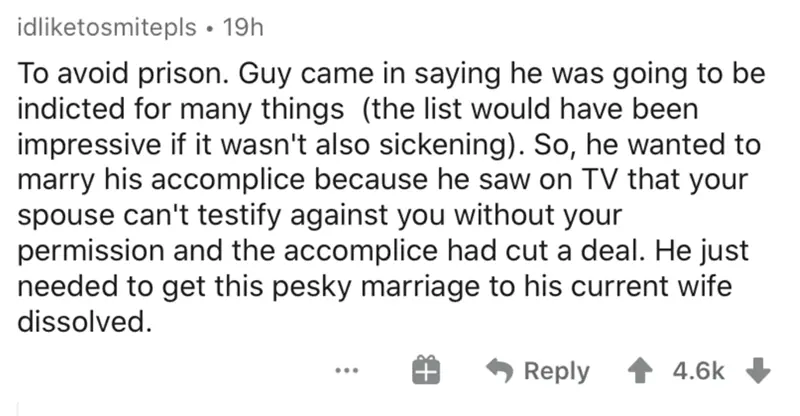 idliketosmitepls • 19h
To avoid prison. Guy came in saying he was going to be
indicted for many things (the list would have been
impressive if it wasn't also sickening). So, he wanted to
marry his accomplice because he saw on TV that your
spouse can't testify against you without your
permission and the accomplice had cut a deal. He just
needed to get this pesky marriage to his current wife
dissolved.
... Reply 4.6k